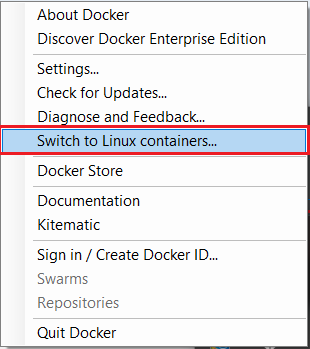 About Docker
Discover Docker Enterprise Edition
Settings...
Check for Updates...
Diagnose and Feedback...
Switch to Linux containers...
Docker Store
Documentation
Kitematic
Sign in / Create Docker ID...
Swarms
Repositories
Quit Docker